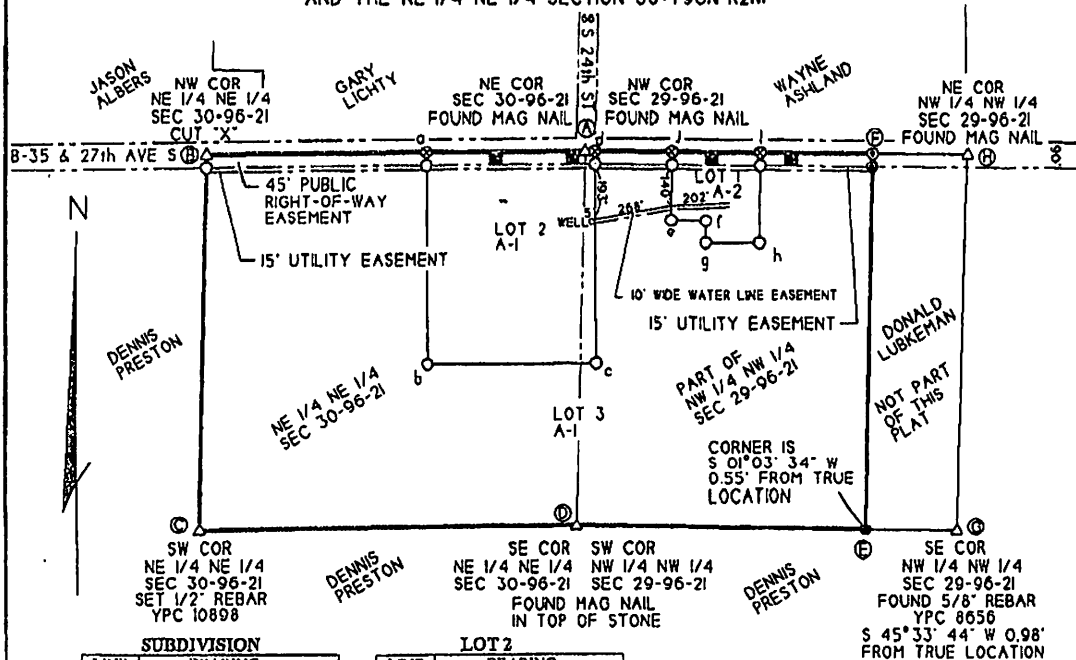 AND THE NE 1/4 NE 1/4 SECTION 30-T96N-R2W
JASON
ALBERS
NW COR
NE 1/4 NE 1/4
SEC 30-96-21
CUT "X"
GARY
LICHTY
NE COR
SEC 30-96-21
FOUND MAG NAIL
S 24th ST
NW COR
SEC 29-96-21
FOUND MAG NAIL
WAYNE
ASHLAND
NE COR
NW 1/4 NW 1/4
SEC 29-96-21
FOUND MAG NAIL
B-35 & 27th AVE S
B
a
A
F
H
90'
N
45' PUBLIC
RIGHT-OF-WAY
EASEMENT
15' UTILITY EASEMENT
LOT 2
A-1
WELL
195'
268'
140'
202'
LOT 1
A-2
e
f
g
h
10' WIDE WATER LINE EASEMENT
15' UTILITY EASEMENT
DENNIS
PRESTON
DONALD
LUBKEMAN
NOT PART
OF THIS
PLAT
b
c
NE 1/4 NE 1/4
SEC 30-96-21
PART OF
NW 1/4 NW 1/4
SEC 29-96-21
LOT 3
A-1
CORNER IS
S 01°03' 34" W
0.55' FROM TRUE
LOCATION
C
D
E
G
SW COR
NE 1/4 NE 1/4
SEC 30-96-21
SET 1/2" REBAR
YPC 10898
DENNIS
PRESTON
SE COR
NE 1/4 NE 1/4
SEC 30-96-21
SW COR
NW 1/4 NW 1/4
SEC 29-96-21
FOUND MAG NAIL
IN TOP OF STONE
DENNIS
PRESTON
SE COR
NW 1/4 NW 1/4
SEC 29-96-21
FOUND 5/8" REBAR
YPC 8656
S 45°33' 44" W 0.98'
FROM TRUE LOCATION
SUBDIVISION
LOT 2